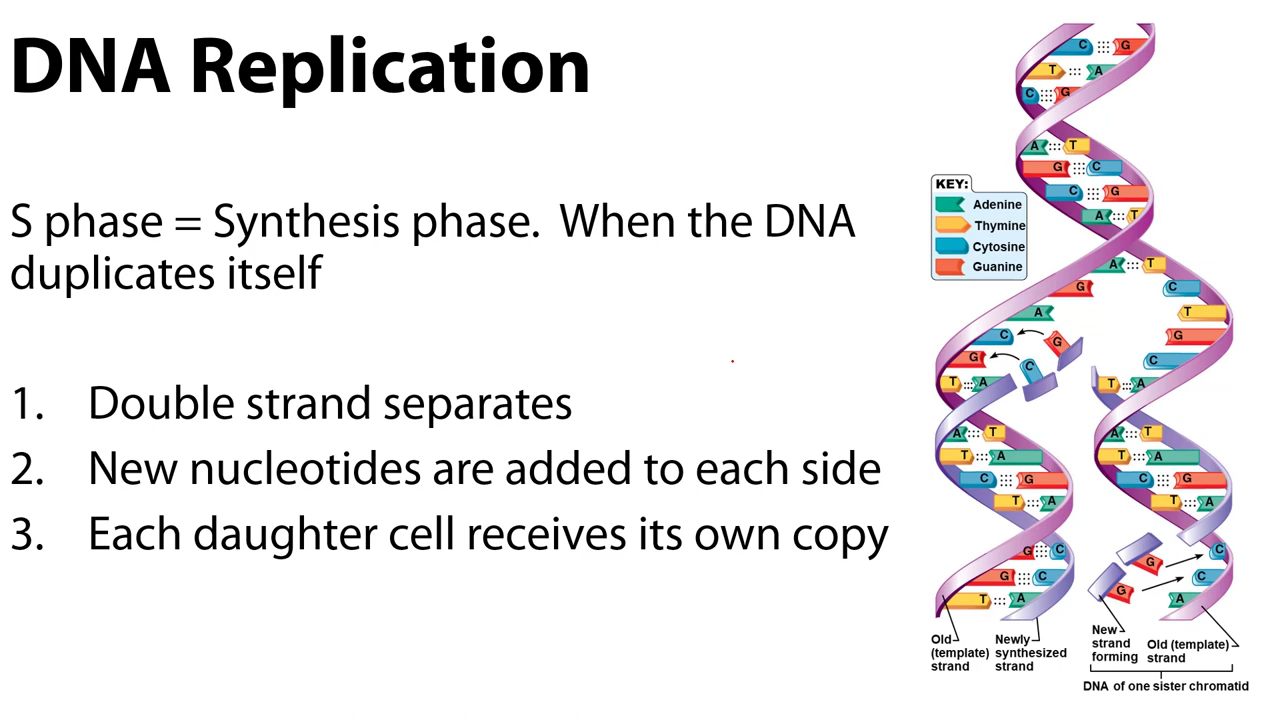 DNA Replication
S phase = Synthesis phase.  When the DNA
duplicates itself
1. Double strand separates
2. New nucleotides are added to each side
3. Each daughter cell receives its own copy
C G
T A
C G
A T
G C
C G
A T
KEY:
Adenine
Thymine
Cytosine
Guanine
A T
G C
A T
C G G
G C C
T A T A
A T A T
T A T A
C G C G
T A T A
G C G C
G C G C
T A A
Old
(template)
strand
Newly
synthesized
strand
New
strand
forming
Old (template)
strand
DNA of one sister chromatid